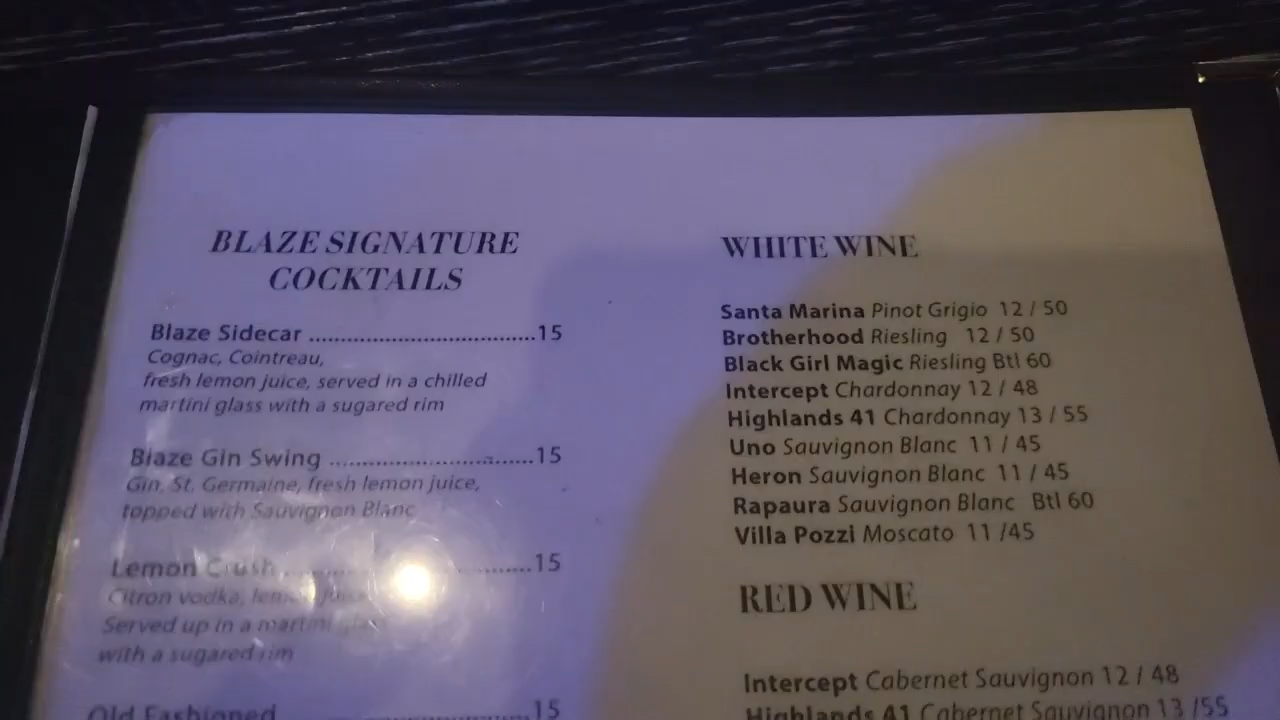 BLAZE SIGNATURE
COCKTAILS
Blaze Sidecar ....................................15
Cognac, Cointreau,
fresh lemon juice, served in a chilled
martini glass with a sugared rim
Blaze Gin Swing .................................15
Gin, St. Germaine, fresh lemon juice,
topped with Sauvignon Blanc
Lemon Crush ........................................15
Citron vodka, lemon juice
Served up in a martini glass
with a sugared rim
Old Fashioned ........................................15
WHITE WINE
Santa Marina Pinot Grigio 12 / 50
Brotherhood Riesling 12 / 50
Black Girl Magic Riesling Btl 60
Intercept Chardonnay 12 / 48
Highlands 41 Chardonnay 13 / 55
Uno Sauvignon Blanc 11 / 45
Heron Sauvignon Blanc 11 / 45
Rapaura Sauvignon Blanc Btl 60
Villa Pozzi Moscato 11 /45
RED WINE
Intercept Cabernet Sauvignon 12 / 48
Highlands 41 Cabernet Sauvignon 13 /55